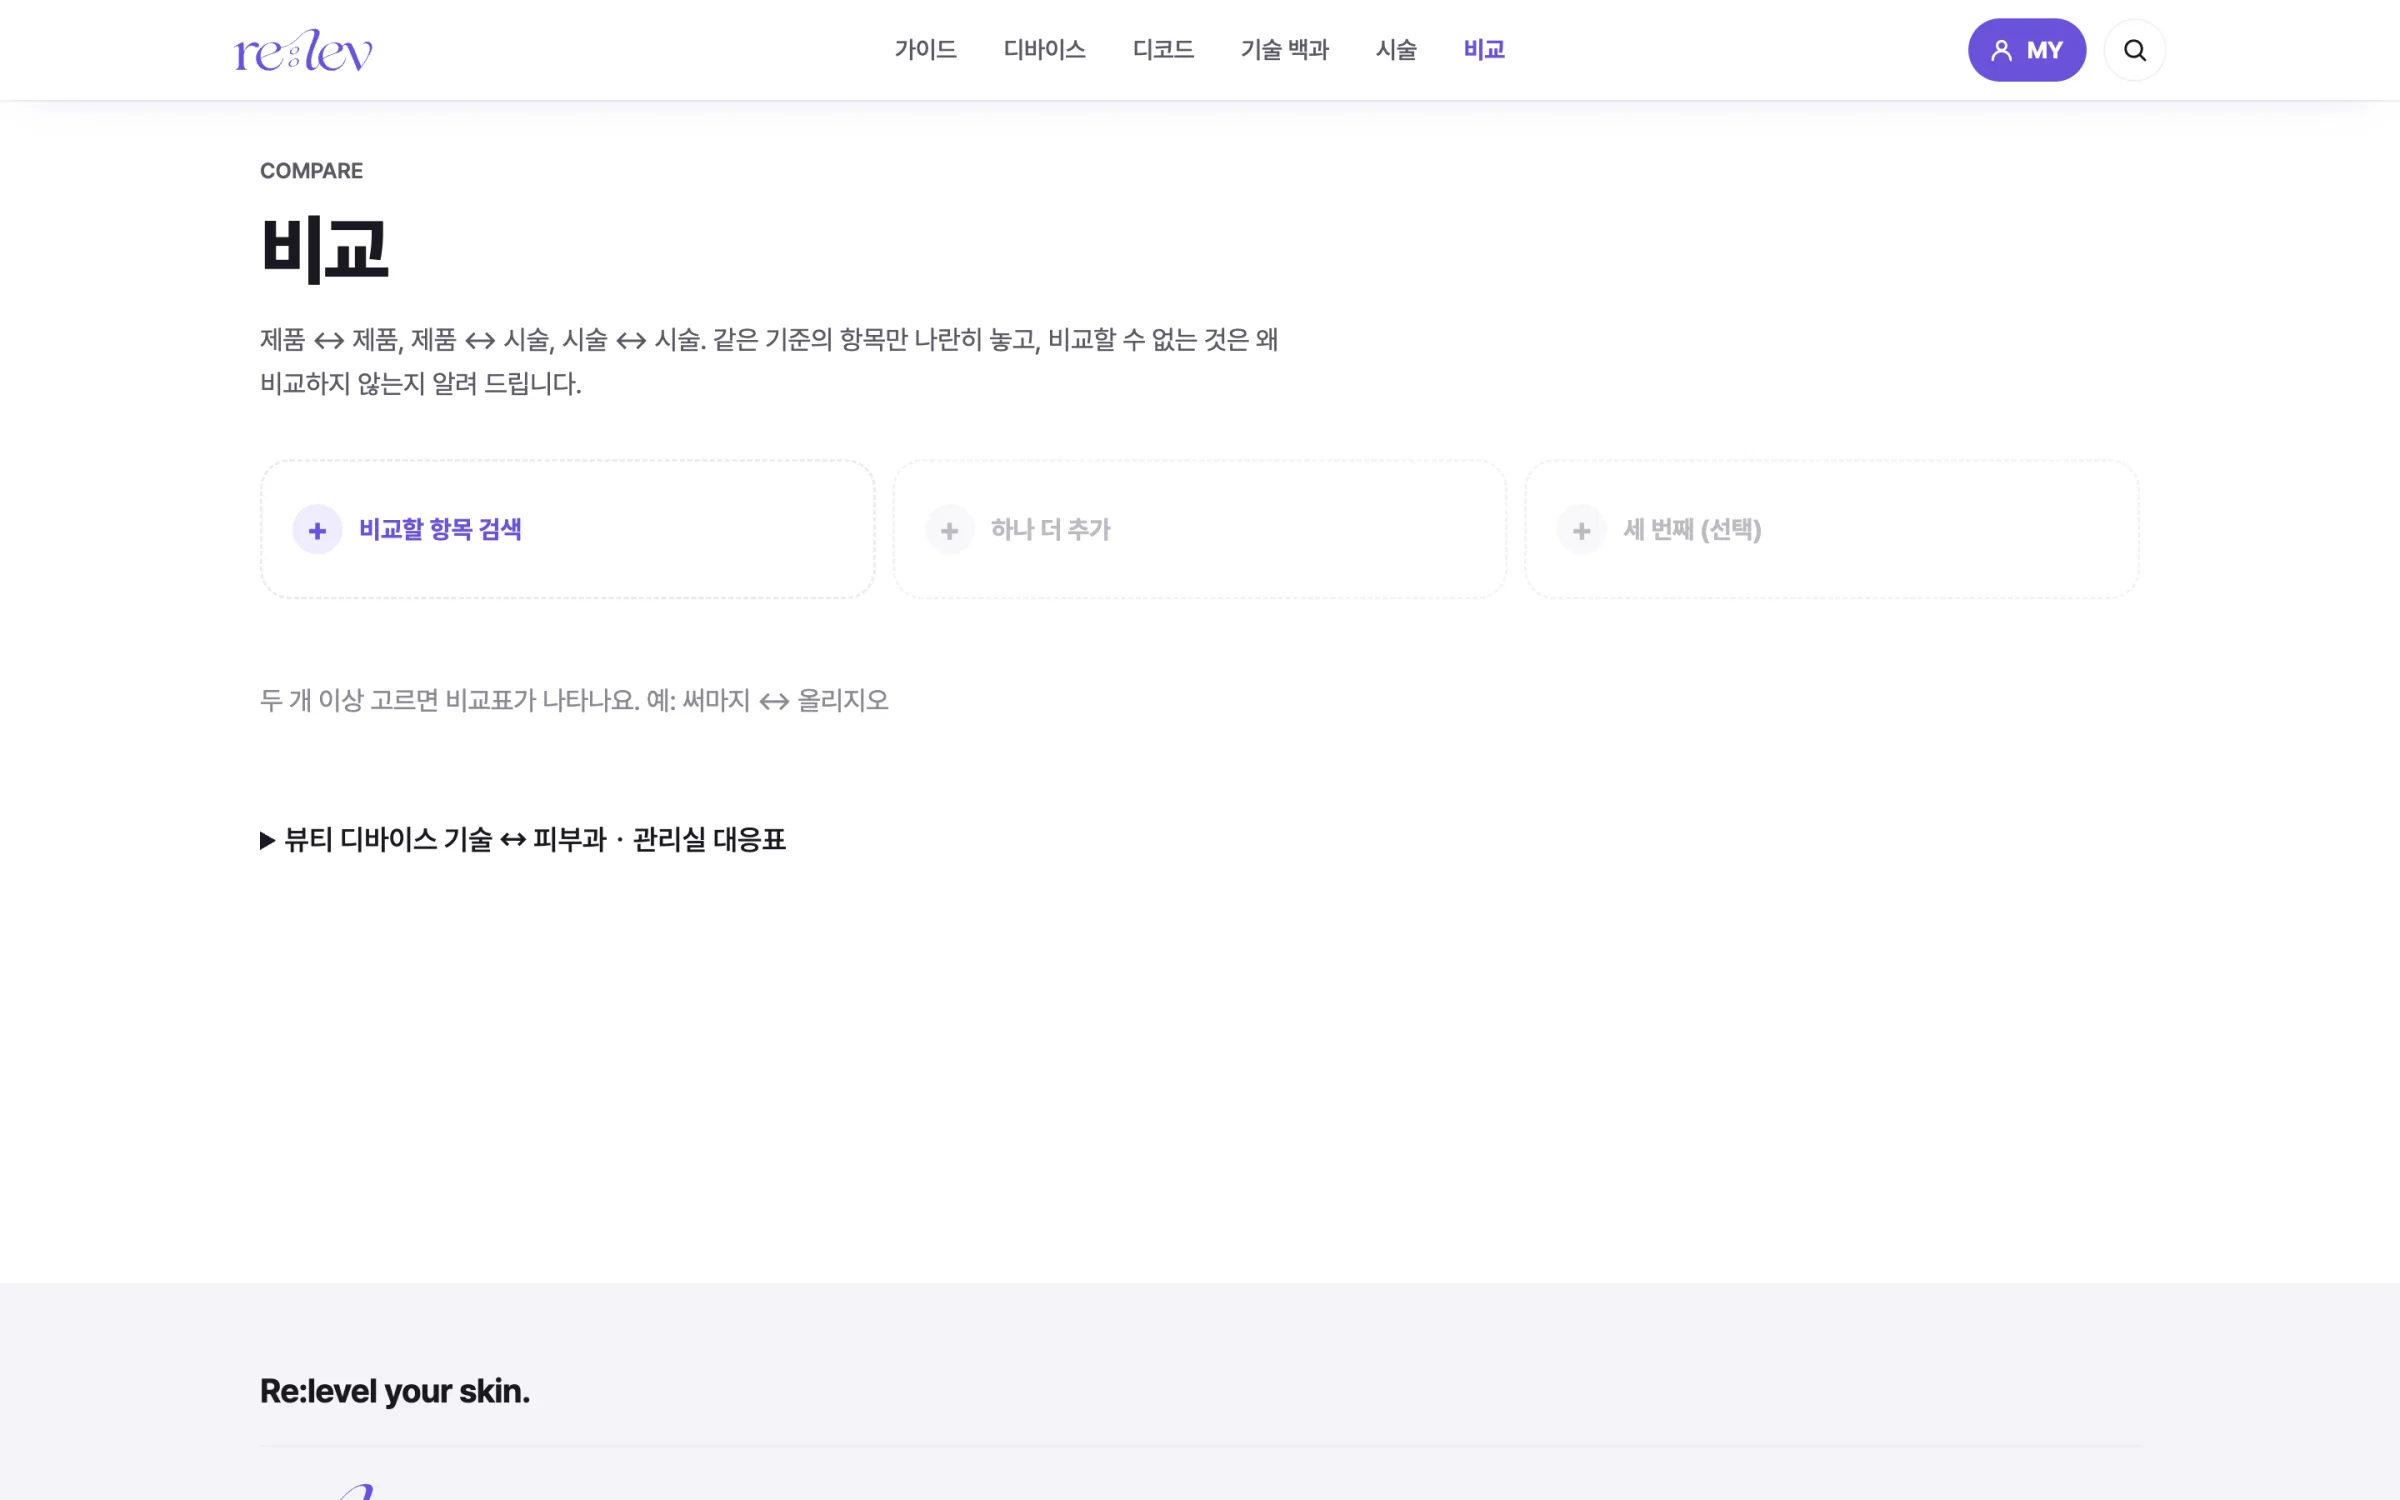 re:lev
가이드
디바이스
디코드
기술 백과
시술
비교
MY
COMPARE
비교
제품 ↔ 제품, 제품 ↔ 시술, 시술 ↔ 시술. 같은 기준의 항목만 나란히 놓고, 비교할 수 없는 것은 왜
비교하지 않는지 알려 드립니다.
+ 비교할 항목 검색
+ 하나 더 추가
+ 세 번째 (선택)
두 개 이상 고르면 비교표가 나타나요. 예: 써마지 ↔ 올리지오
▶ 뷰티 디바이스 기술 ↔ 피부과 · 관리실 대응표
Re:level your skin.